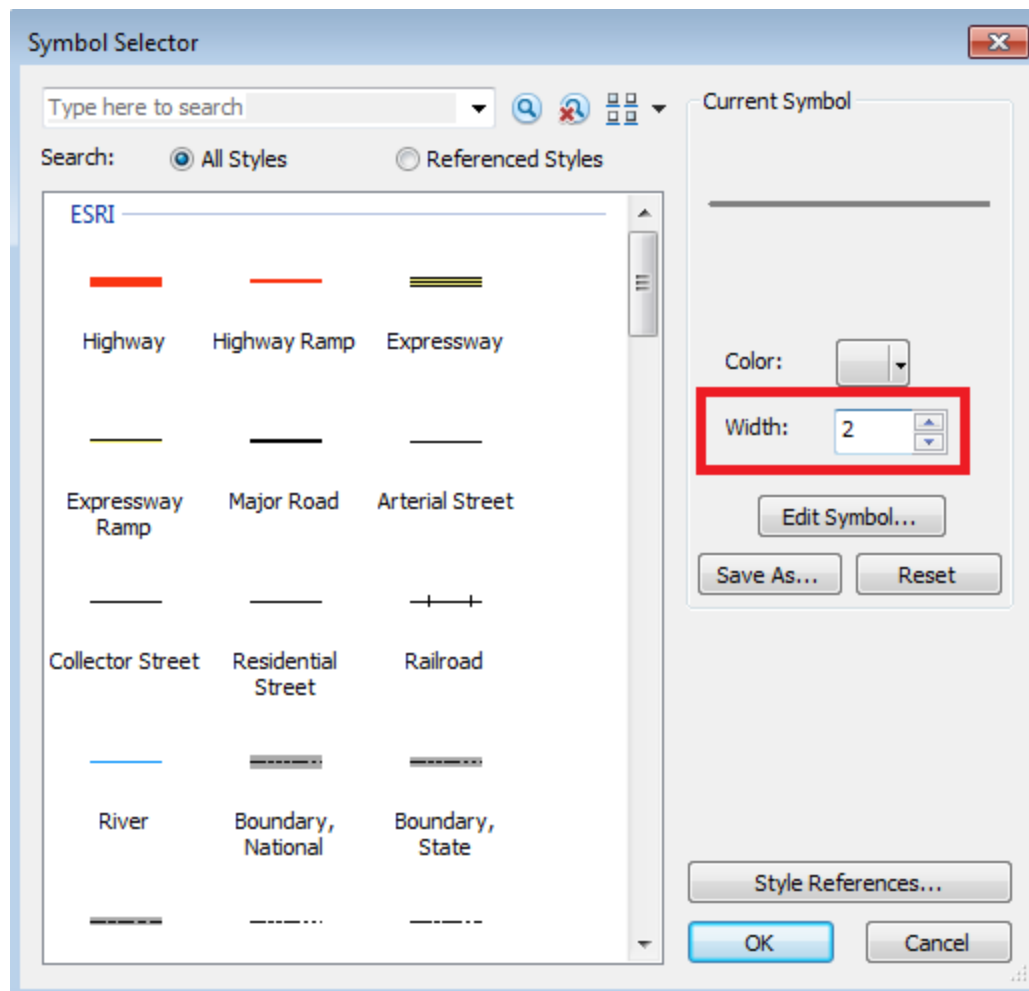 Symbol Selector
Type here to search
Search:
All Styles
Referenced Styles
ESRI
Highway
Highway Ramp
Expressway
Expressway
Ramp
Major Road
Arterial Street
Collector Street
Residential
Street
Railroad
River
Boundary,
National
Boundary,
State
Current Symbol
Color:
Width:
2
Edit Symbol...
Save As...
Reset
Style References...
OK
Cancel